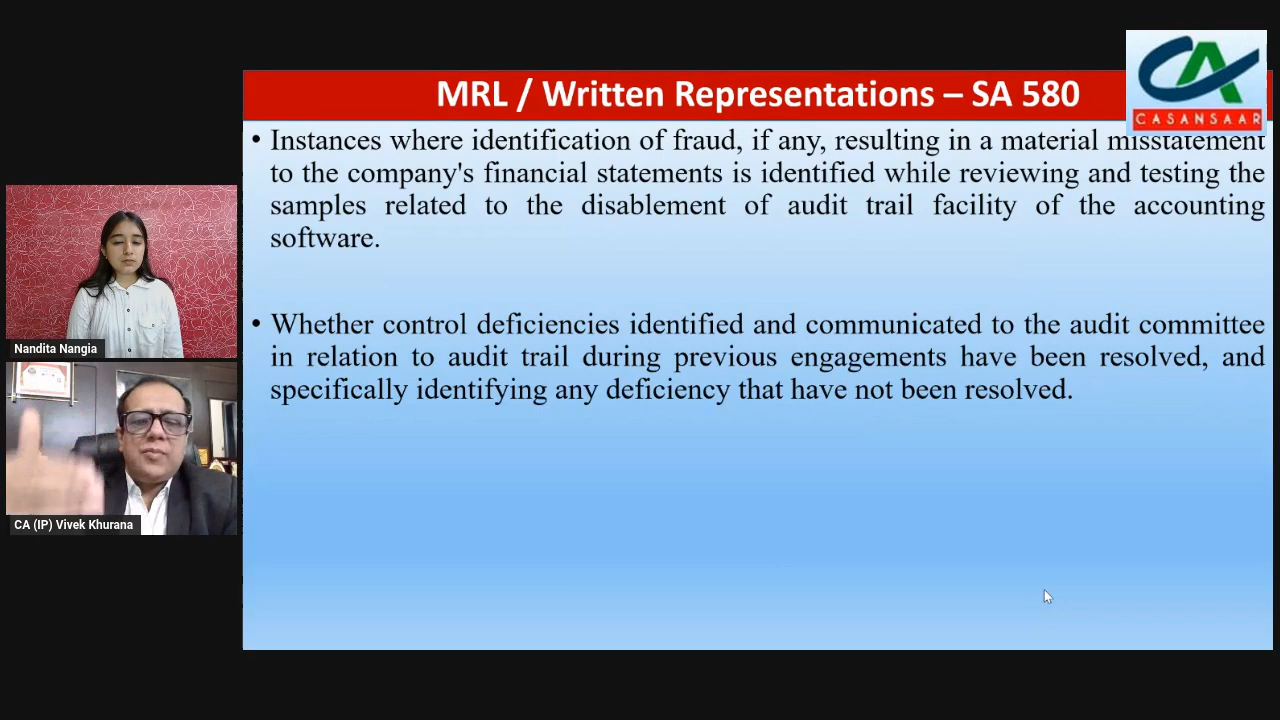 MRL / Written Representations – SA 580
CASANSAAR
• Instances where identification of fraud, if any, resulting in a material misstatement
to the company's financial statements is identified while reviewing and testing the
samples related to the disablement of audit trail facility of the accounting
software.
• Whether control deficiencies identified and communicated to the audit committee
in relation to audit trail during previous engagements have been resolved, and
specifically identifying any deficiency that have not been resolved.
Nandita Nangia
CA (IP) Vivek Khurana